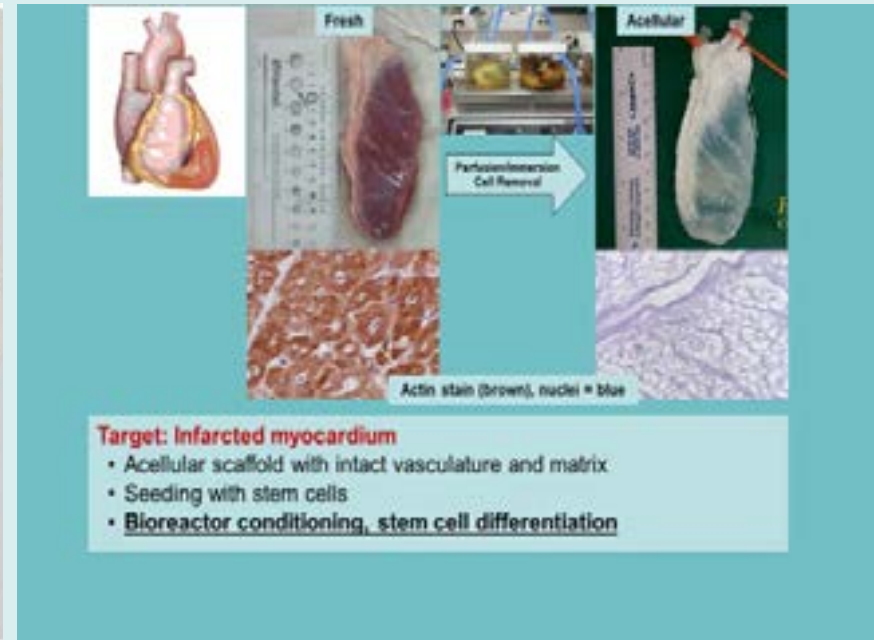 Fresh
Acellular
Perfusion/Immersion
Cell Removal
Actin stain (brown), nuclei = blue
Target: Infarcted myocardium
• Acellular scaffold with intact vasculature and matrix
• Seeding with stem cells
• Bioreactor conditioning, stem cell differentiation